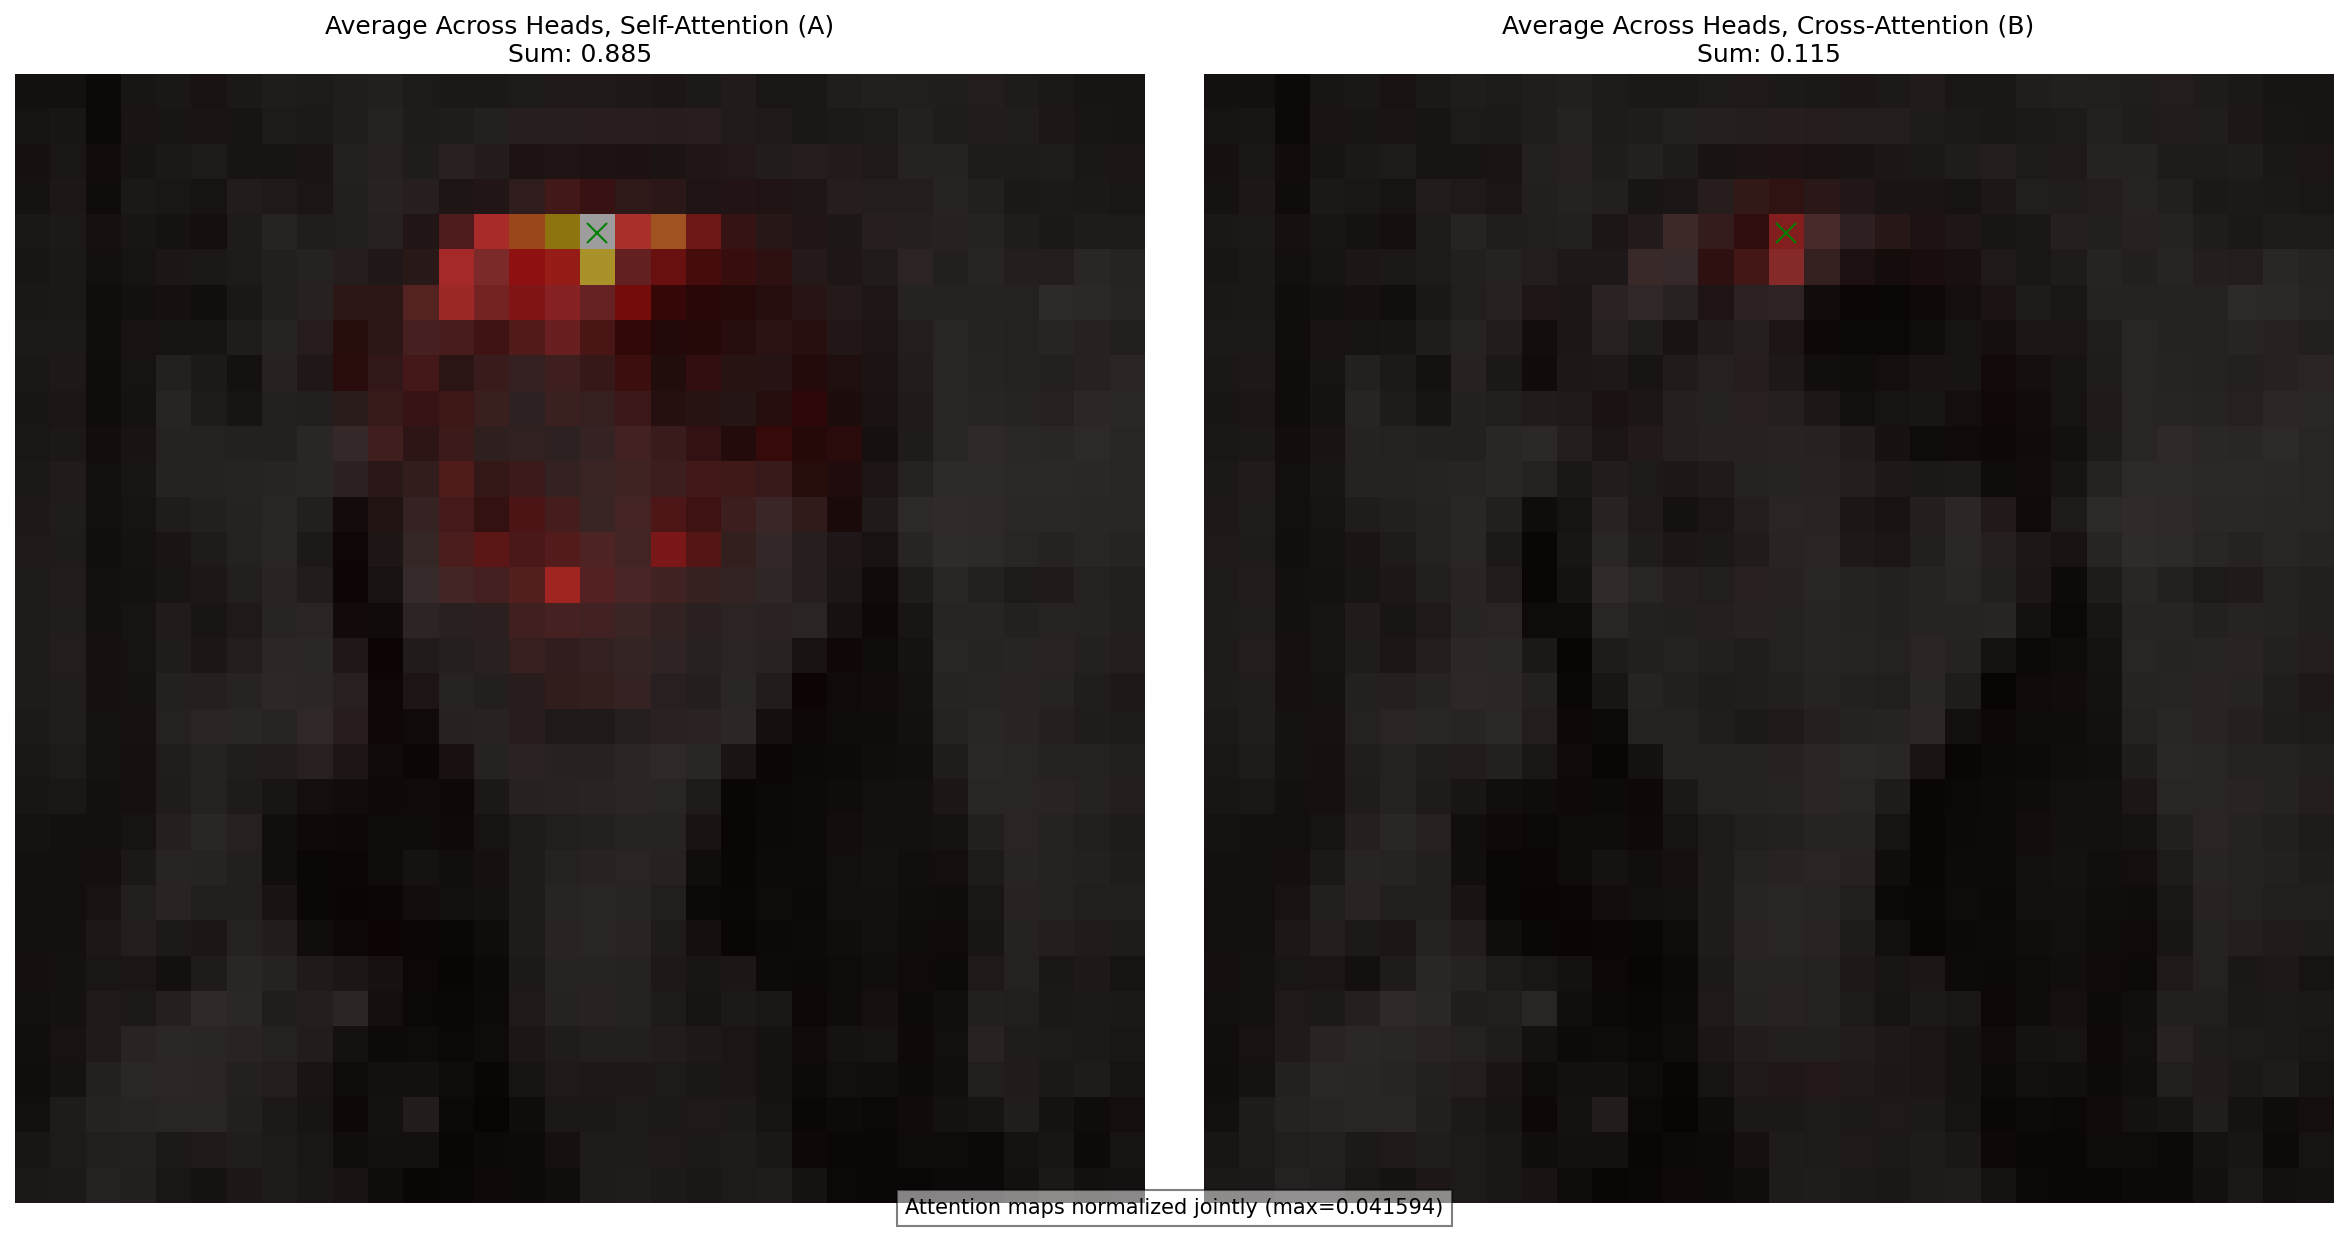 Average Across Heads, Self-Attention (A)
Sum: 0.885
Average Across Heads, Cross-Attention (B)
Sum: 0.115
Attention maps normalized jointly (max=0.041594)